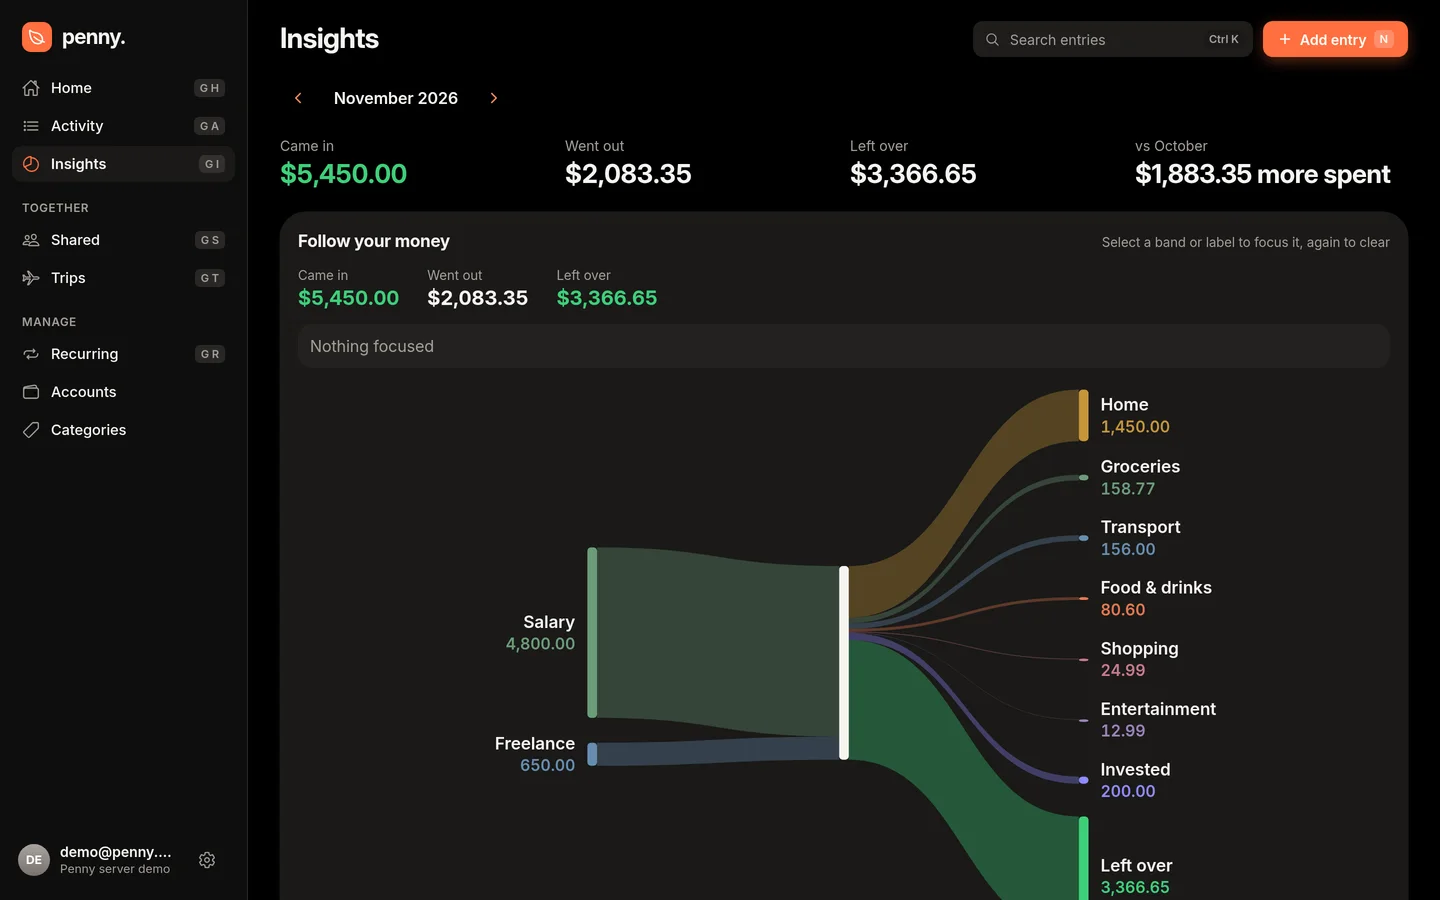 penny.
Home G H
Activity G A
Insights G I
TOGETHER
Shared G S
Trips G T
MANAGE
Recurring G R
Accounts
Categories
DE
demo@penny....
Penny server demo
Insights
Search entries Ctrl K
+ Add entry N
November 2026
Came in
$5,450.00
Went out
$2,083.35
Left over
$3,366.65
vs October
$1,883.35 more spent
Follow your money
Select a band or label to focus it, again to clear
Came in
$5,450.00
Went out
$2,083.35
Left over
$3,366.65
Nothing focused
Salary
4,800.00
Freelance
650.00
Home
1,450.00
Groceries
158.77
Transport
156.00
Food & drinks
80.60
Shopping
24.99
Entertainment
12.99
Invested
200.00
Left over
3,366.65